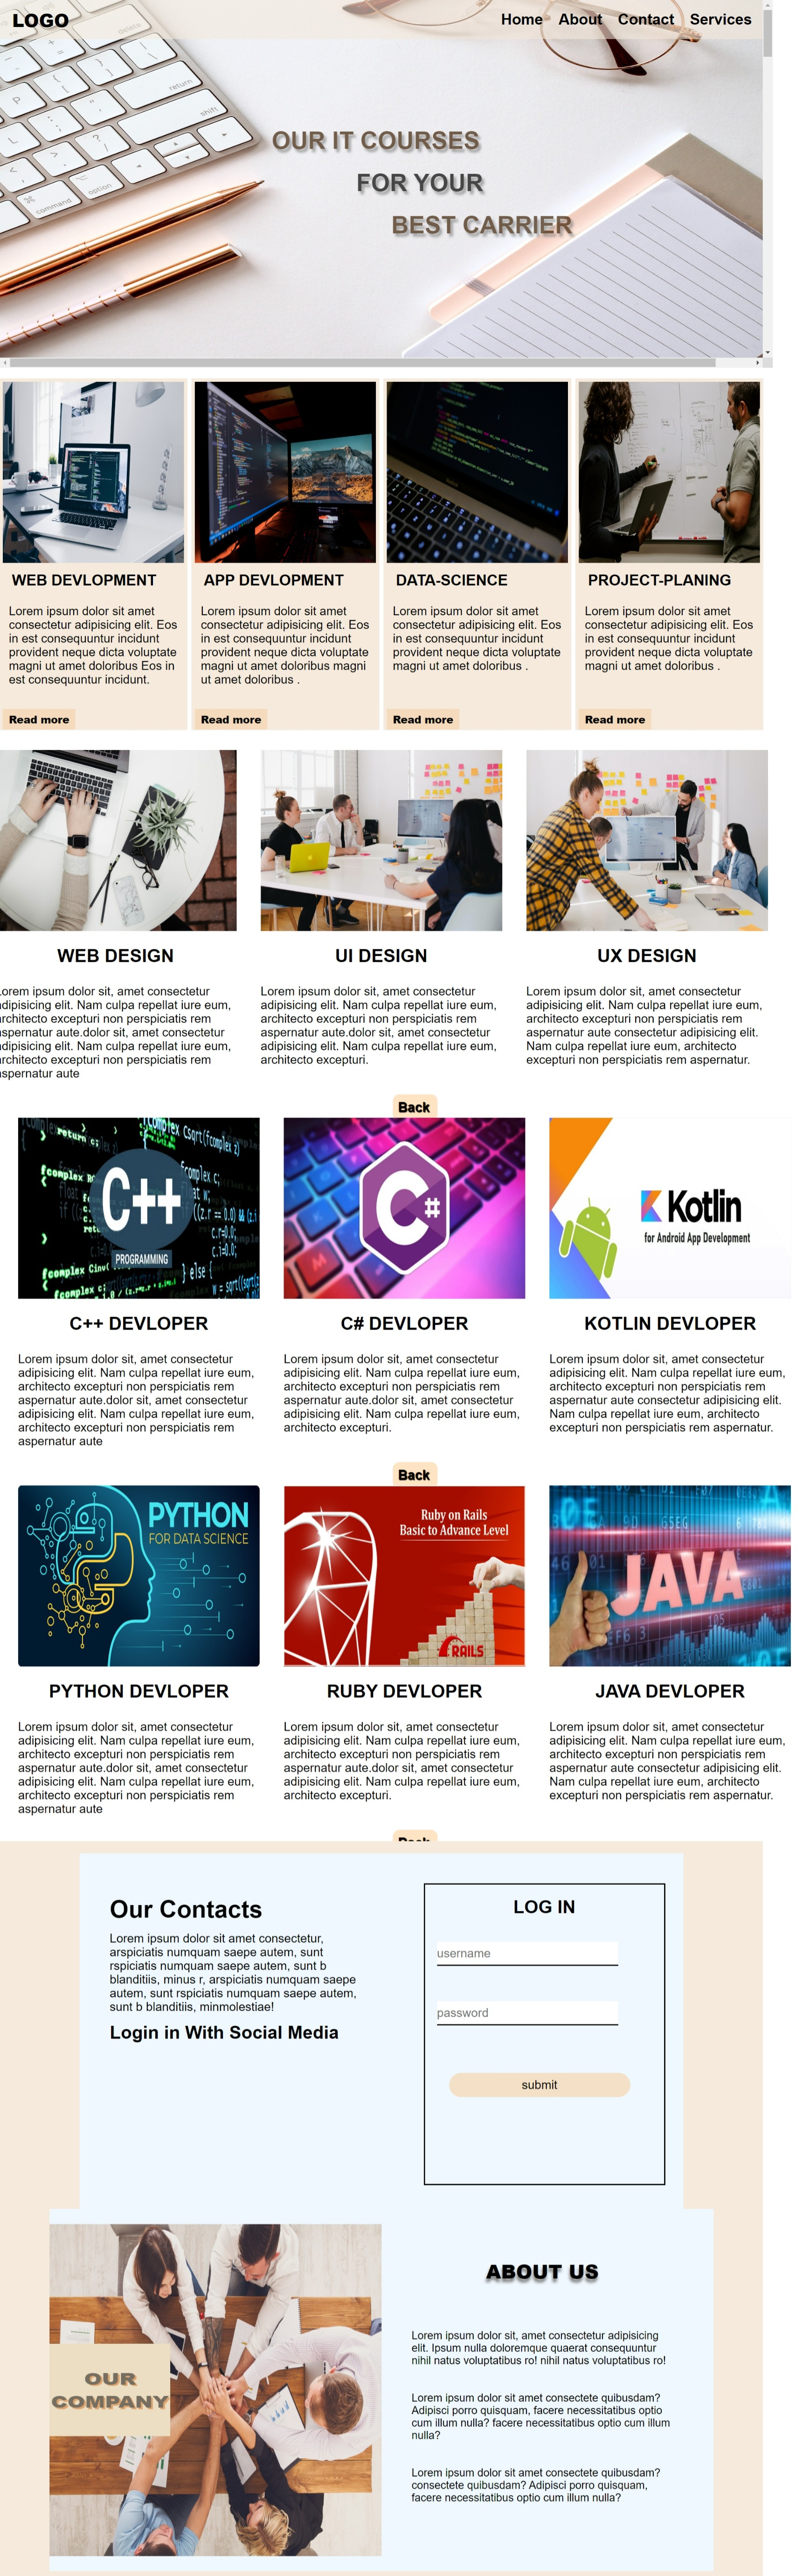 LOGO
Home About Contact Services
OUR IT COURSES
FOR YOUR
BEST CARRIER
return
shift
option
command
delete
WEB DEVLOPMENT
Lorem ipsum dolor sit amet
consectetur adipisicing elit. Eos
in est consequuntur incidunt
provident neque dicta voluptate
magni ut amet doloribus Eos in
est consequuntur incidunt.
Read more
APP DEVLOPMENT
Lorem ipsum dolor sit amet
consectetur adipisicing elit. Eos
in est consequuntur incidunt
provident neque dicta voluptate
magni ut amet doloribus magni
ut amet doloribus .
Read more
DATA-SCIENCE
Lorem ipsum dolor sit amet
consectetur adipisicing elit. Eos
in est consequuntur incidunt
provident neque dicta voluptate
magni ut amet doloribus .
Read more
PROJECT-PLANING
Lorem ipsum dolor sit amet
consectetur adipisicing elit. Eos
in est consequuntur incidunt
provident neque dicta voluptate
magni ut amet doloribus .
Read more
WEB DESIGN
orem ipsum dolor sit, amet consectetur
dipisicing elit. Nam culpa repellat iure eum,
rchitecto excepturi non perspiciatis rem
spernatur aute.dolor sit, amet consectetur
dipisicing elit. Nam culpa repellat iure eum,
rchitecto excepturi non perspiciatis rem
spernatur aute
UI DESIGN
Lorem ipsum dolor sit, amet consectetur
adipisicing elit. Nam culpa repellat iure eum,
architecto excepturi non perspiciatis rem
aspernatur aute.dolor sit, amet consectetur
adipisicing elit. Nam culpa repellat iure eum,
architecto excepturi.
UX DESIGN
Lorem ipsum dolor sit, amet consectetur
adipisicing elit. Nam culpa repellat iure eum,
architecto excepturi non perspiciatis rem
aspernatur aute consectetur adipisicing elit.
Nam culpa repellat iure eum, architecto
excepturi non perspiciatis rem aspernatur.
Back
C++
PROGRAMMING
C++ DEVLOPER
Lorem ipsum dolor sit, amet consectetur
adipisicing elit. Nam culpa repellat iure eum,
architecto excepturi non perspiciatis rem
aspernatur aute.dolor sit, amet consectetur
adipisicing elit. Nam culpa repellat iure eum,
architecto excepturi non perspiciatis rem
aspernatur aute
C#
C# DEVLOPER
Lorem ipsum dolor sit, amet consectetur
adipisicing elit. Nam culpa repellat iure eum,
architecto excepturi non perspiciatis rem
aspernatur aute.dolor sit, amet consectetur
adipisicing elit. Nam culpa repellat iure eum,
architecto excepturi.
Kotlin
for Android App Development
KOTLIN DEVLOPER
Lorem ipsum dolor sit, amet consectetur
adipisicing elit. Nam culpa repellat iure eum,
architecto excepturi non perspiciatis rem
aspernatur aute consectetur adipisicing elit.
Nam culpa repellat iure eum, architecto
excepturi non perspiciatis rem aspernatur.
Back
PYTHON
FOR DATA SCIENCE
PYTHON DEVLOPER
Lorem ipsum dolor sit, amet consectetur
adipisicing elit. Nam culpa repellat iure eum,
architecto excepturi non perspiciatis rem
aspernatur aute.dolor sit, amet consectetur
adipisicing elit. Nam culpa repellat iure eum,
architecto excepturi non perspiciatis rem
aspernatur aute
Ruby on Rails
Basic to Advance Level
RAILS
RUBY DEVLOPER
Lorem ipsum dolor sit, amet consectetur
adipisicing elit. Nam culpa repellat iure eum,
architecto excepturi non perspiciatis rem
aspernatur aute.dolor sit, amet consectetur
adipisicing elit. Nam culpa repellat iure eum,
architecto excepturi.
JAVA
JAVA DEVLOPER
Lorem ipsum dolor sit, amet consectetur
adipisicing elit. Nam culpa repellat iure eum,
architecto excepturi non perspiciatis rem
aspernatur aute consectetur adipisicing elit.
Nam culpa repellat iure eum, architecto
excepturi non perspiciatis rem aspernatur.
Back
Our Contacts
Lorem ipsum dolor sit amet consectetur,
arspiciatis numquam saepe autem, sunt
rspiciatis numquam saepe autem, sunt b
blanditiis, minus r, arspiciatis numquam saepe
autem, sunt rspiciatis numquam saepe autem,
sunt b blanditiis, minmolestiae!
Login in With Social Media
LOG IN
username
password
submit
OUR
COMPANY
ABOUT US
Lorem ipsum dolor sit, amet consectetur adipisicing
elit. Ipsum nulla doloremque quaerat consequuntur
nihil natus voluptatibus ro! nihil natus voluptatibus ro!
Lorem ipsum dolor sit amet consectete quibusdam?
Adipisci porro quisquam, facere necessitatibus optio
cum illum nulla? facere necessitatibus optio cum illum
nulla?
Lorem ipsum dolor sit amet consectete quibusdam?
consectete quibusdam? Adipisci porro quisquam,
facere necessitatibus optio cum illum nulla?